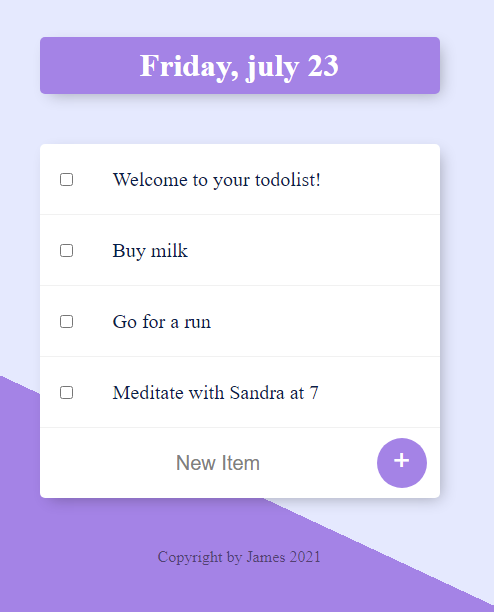 Friday, july 23
Welcome to your todolist!
Buy milk
Go for a run
Meditate with Sandra at 7
New Item +
Copyright by James 2021